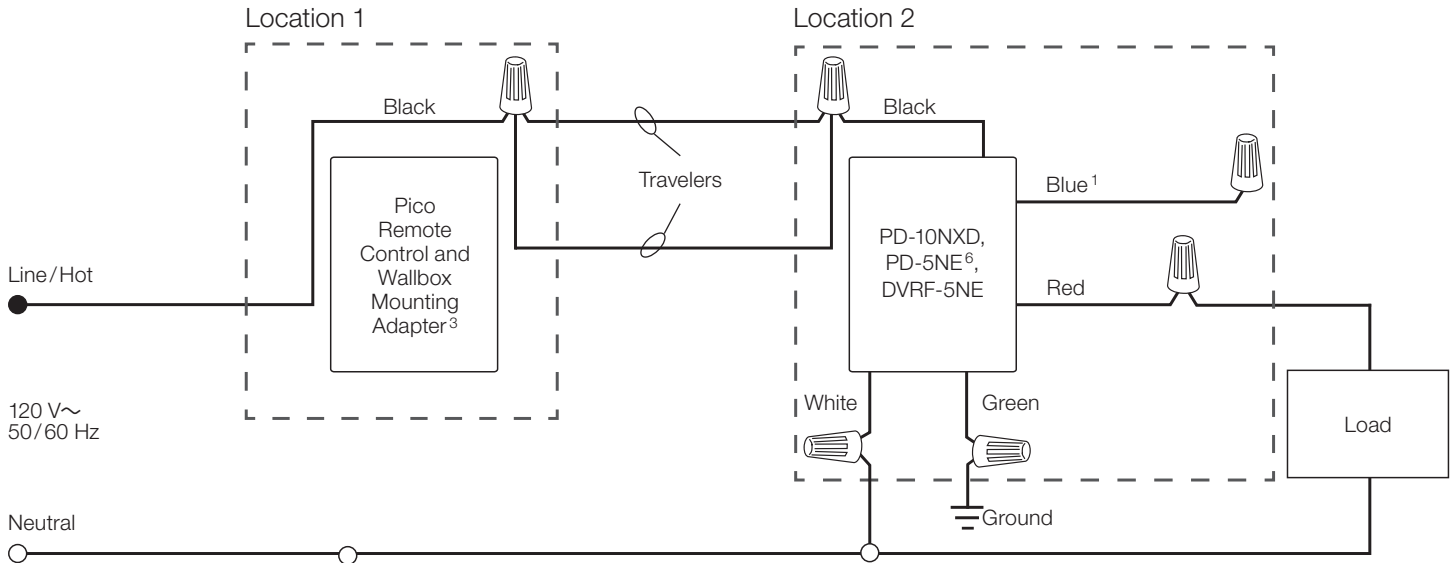 Location 1
Location 2
Black
Black
Travelers
Blue1
Pico
Remote
Control and
Wallbox
Mounting
Adapter3
PD-10NXD,
PD-5NE6,
DVRF-5NE
Line/Hot
Red
120 V~
50/60 Hz
White
Green
Load
Neutral
Ground